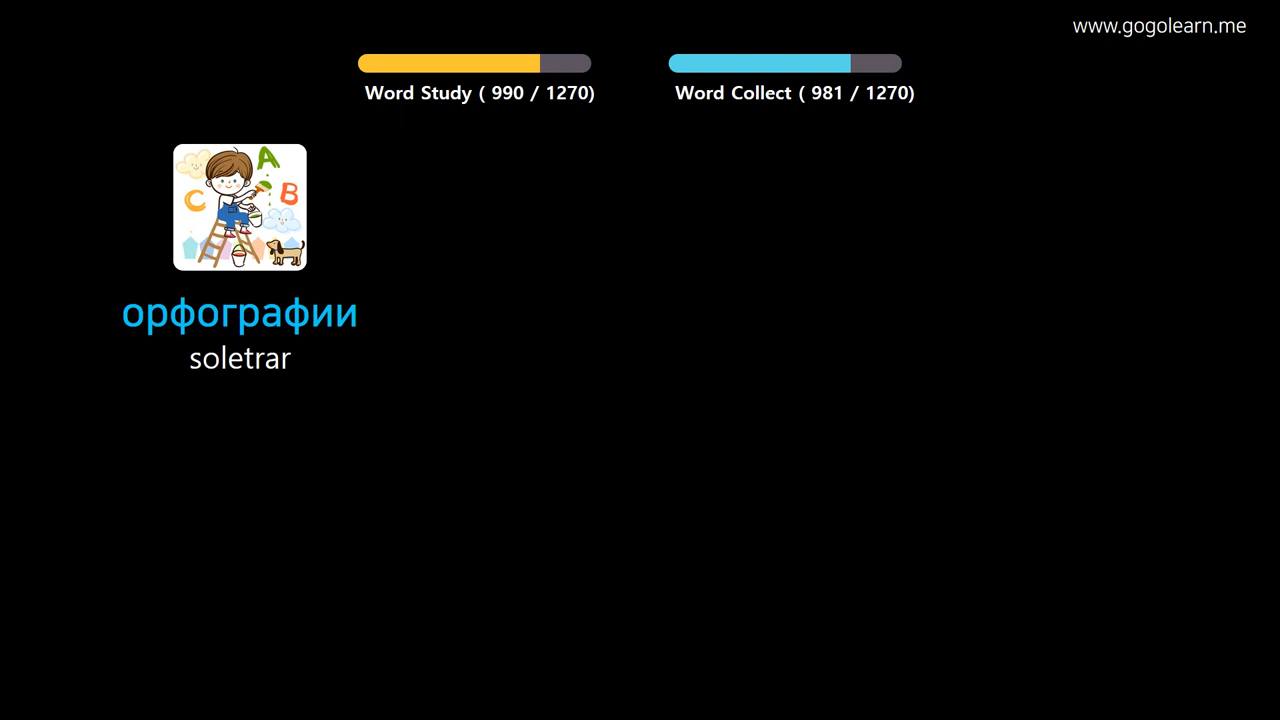 www.gogolearn.me
Word Study ( 990 / 1270)
Word Collect ( 981 / 1270)
A
C
B
орфографии
soletrar